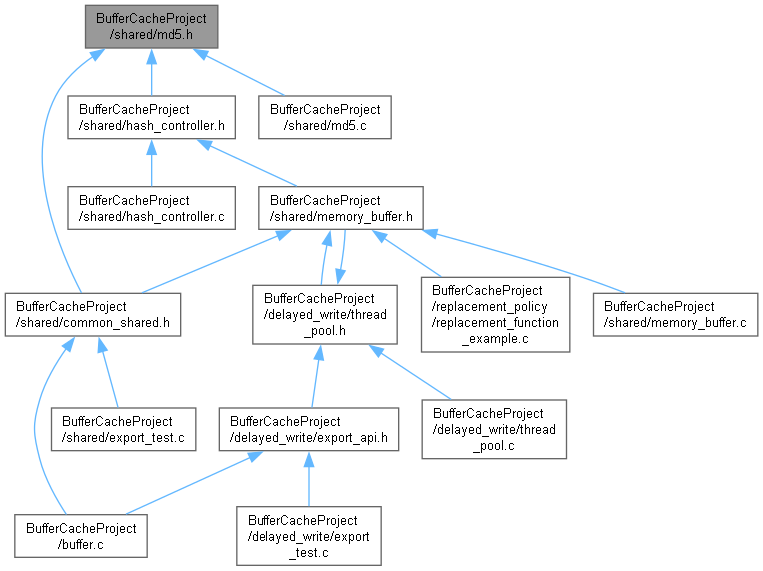 BufferCacheProject
/shared/md5.h
BufferCacheProject
/shared/hash_controller.h
BufferCacheProject
/shared/md5.c
BufferCacheProject
/shared/hash_controller.c
BufferCacheProject
/shared/memory_buffer.h
BufferCacheProject
/shared/common_shared.h
BufferCacheProject
/delayed_write/thread
_pool.h
BufferCacheProject
/replacement_policy
/replacement_function
_example.c
BufferCacheProject
/shared/memory_buffer.c
BufferCacheProject
/shared/export_test.c
BufferCacheProject
/delayed_write/export_api.h
BufferCacheProject
/delayed_write/thread
_pool.c
BufferCacheProject
/buffer.c
BufferCacheProject
/delayed_write/export
_test.c